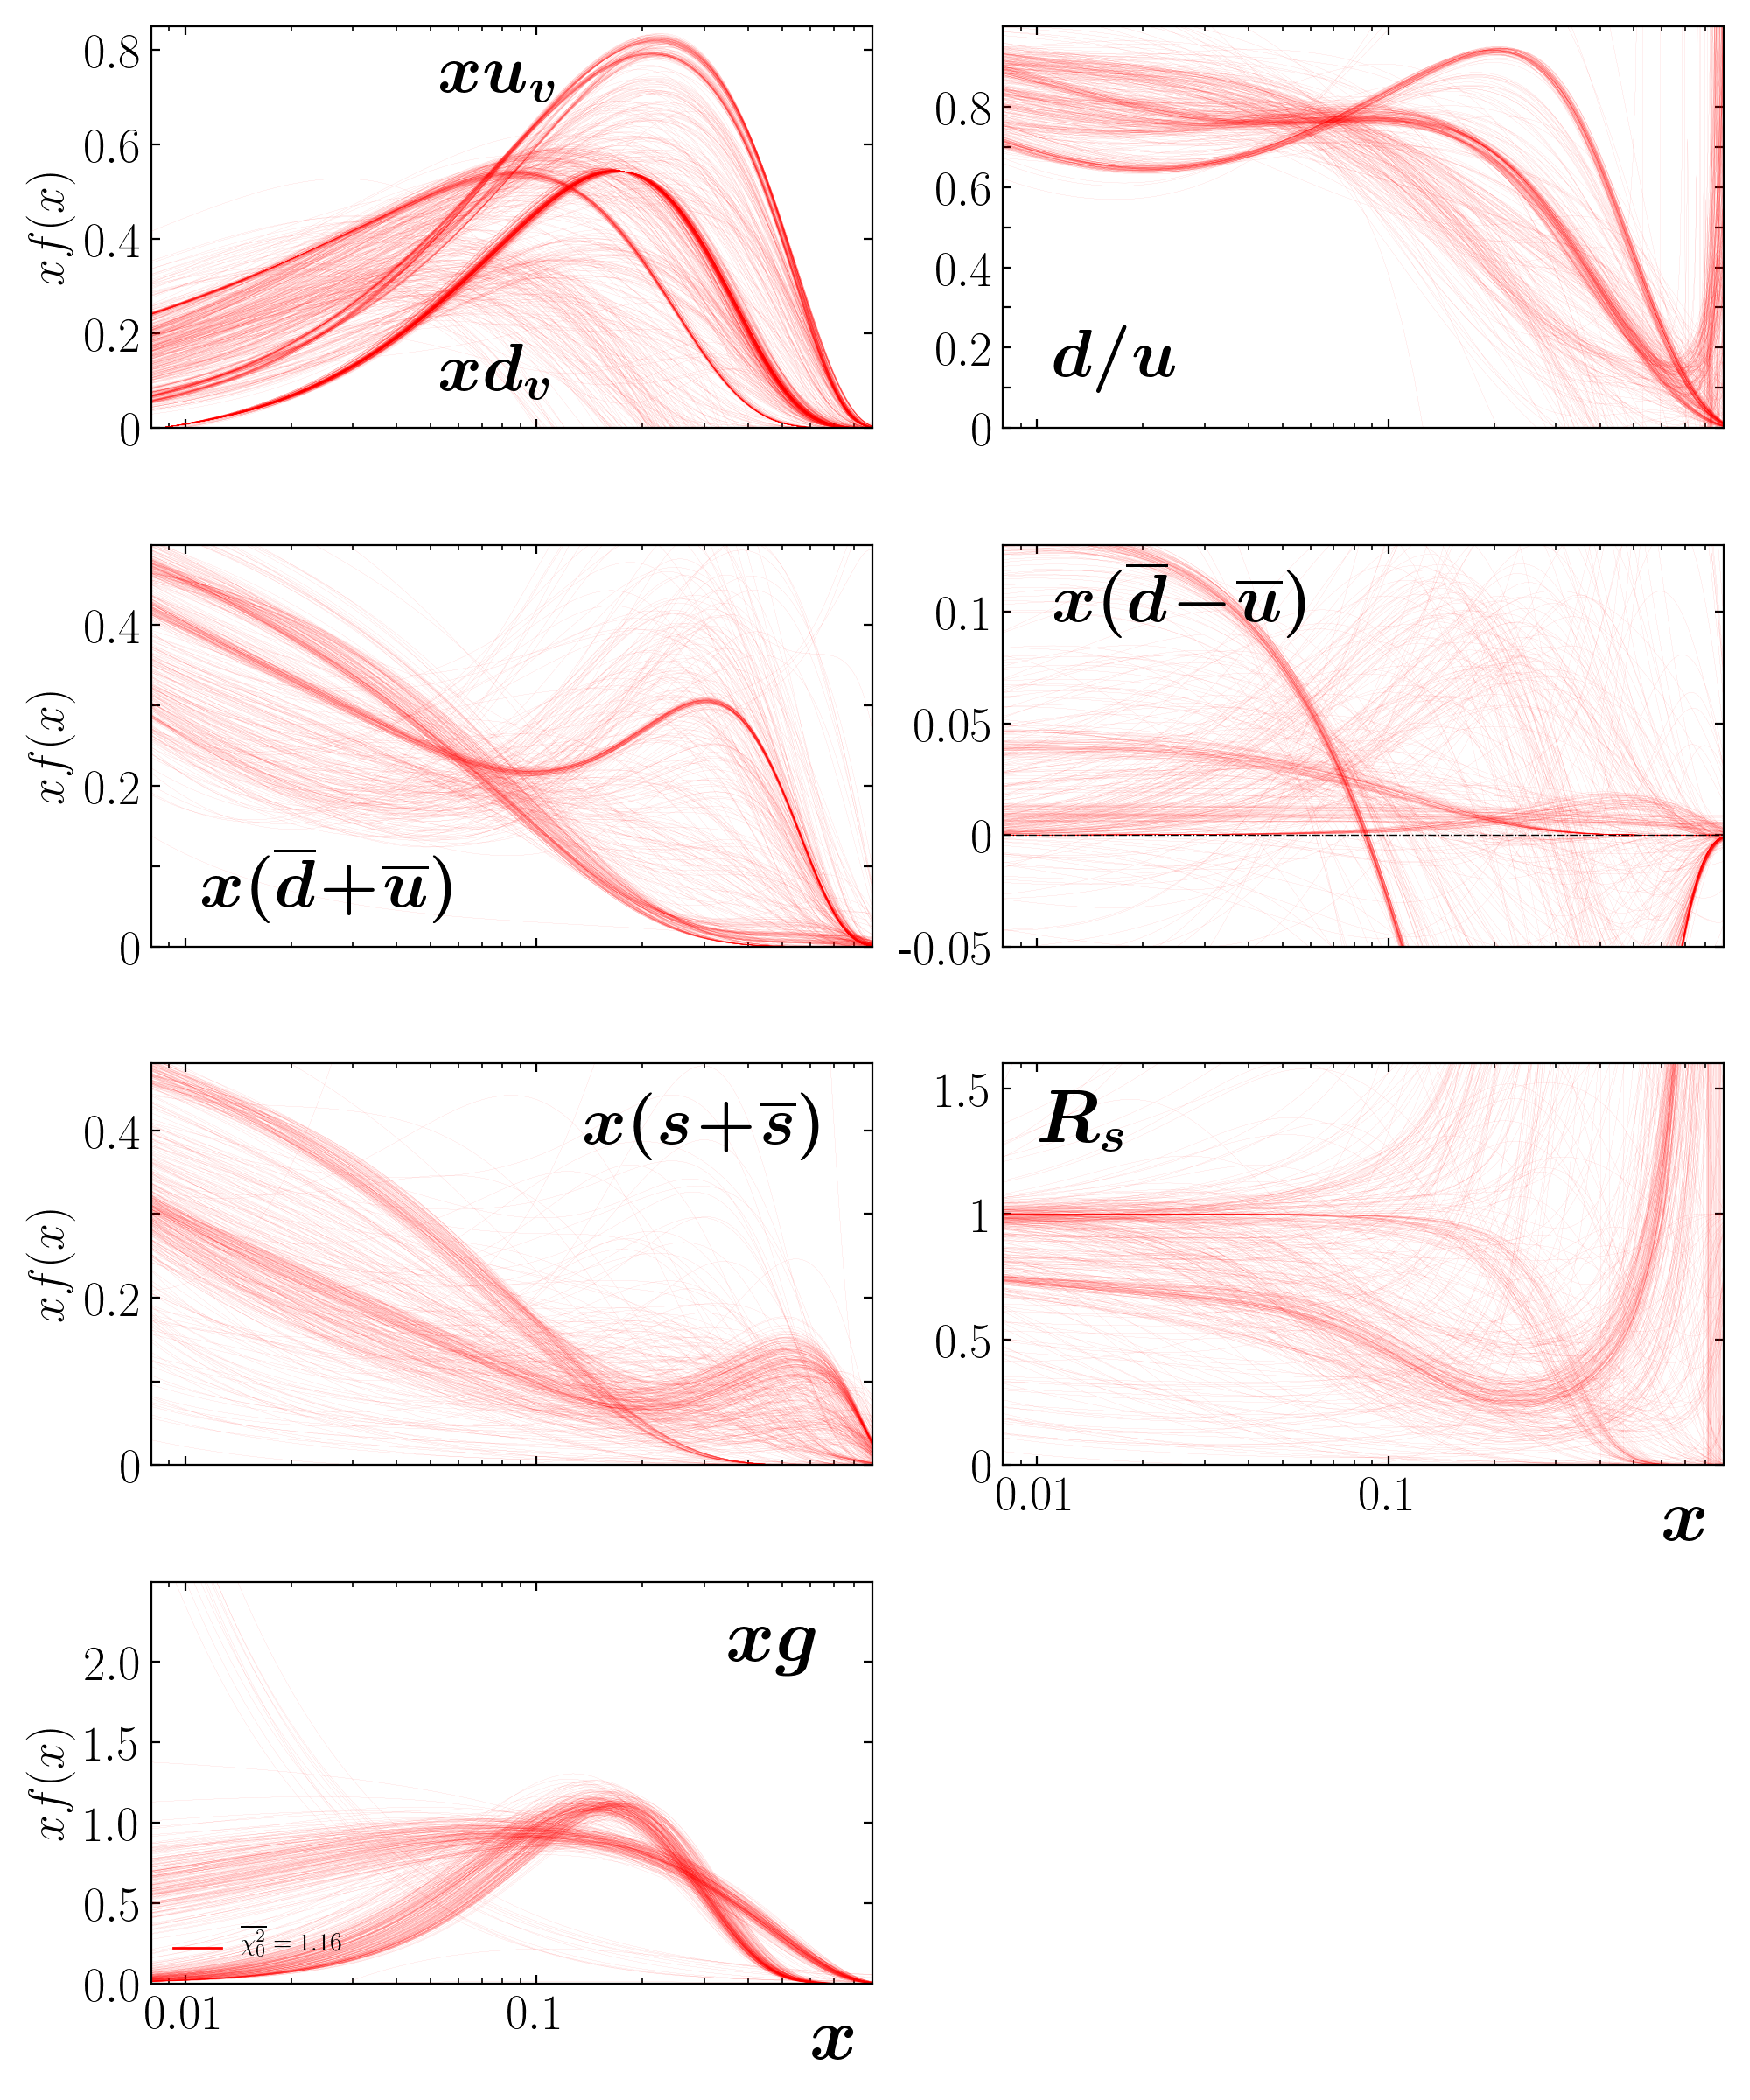 xf(x)
0.8
0.6
0.4
0.2
0
xu_v
xd_v
0.8
0.6
0.4
0.2
0
d/u
xf(x)
0.4
0.2
0
x(d̅+u̅)
0.1
0.05
0
-0.05
x(d̅−u̅)
xf(x)
0.4
0.2
0
x(s+s̅)
1.5
1
0.5
0
R_s
0.01 0.1
x
xf(x)
2.0
1.5
1.0
0.5
0.0
xg
χ̅₀² = 1.16
0.01 0.1
x